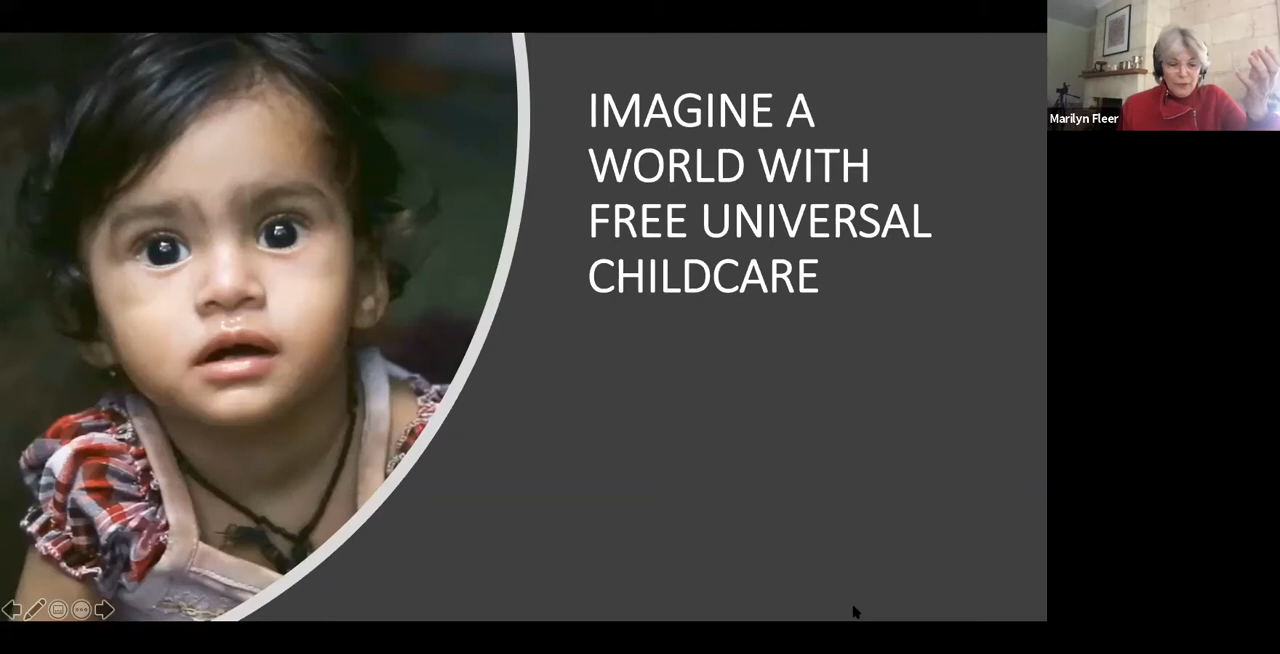 IMAGINE A
WORLD WITH
FREE UNIVERSAL
CHILDCARE
Marilyn Fleer